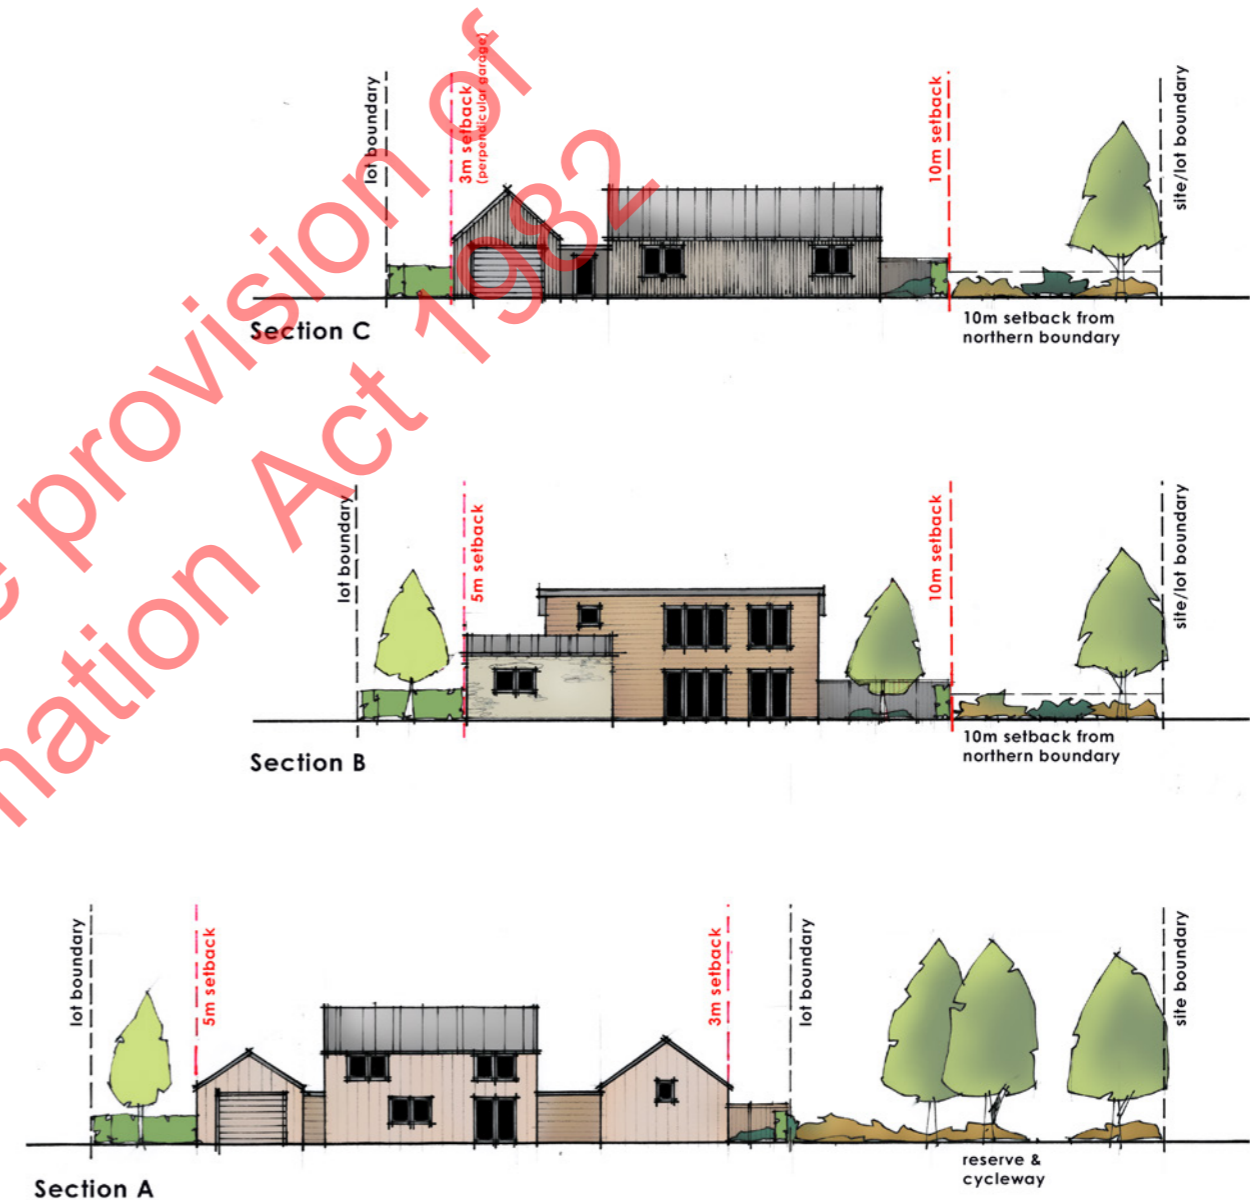 lot boundary
3m setback
(perpendicular garage)
10m setback
site/lot boundary
10m setback from
northern boundary
Section C
lot boundary
5m setback
10m setback
site/lot boundary
10m setback from
northern boundary
Section B
lot boundary
5m setback
3m setback
lot boundary
site boundary
reserve &
cycleway
Section A
e provision of
mation Act 1982